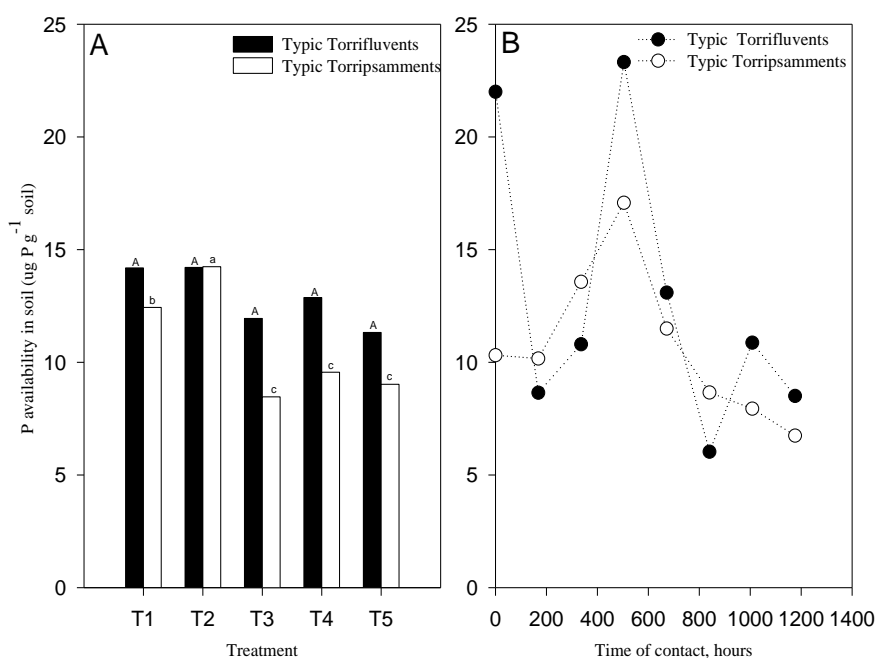 A
Typic Torrifluvents
Typic Torripsamments
25
20
15
10
5
0
P availability in soil (ug P g-1 soil)
A
b
A
a
A
c
A
c
A
c
T1 T2 T3 T4 T5
Treatment
B
Typic Torrifluvents
Typic Torripsamments
25
20
15
10
5
0
0 200 400 600 800 1000 1200 1400
Time of contact, hours